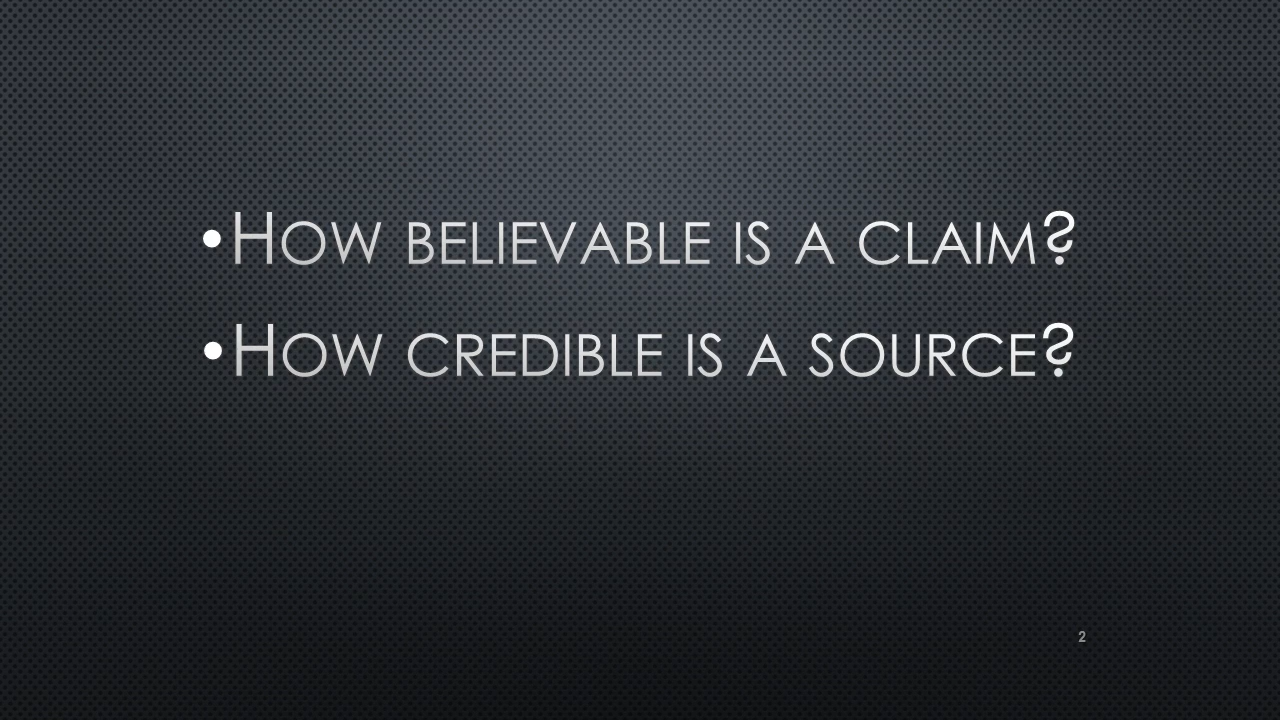 •How believable is a claim?
•How credible is a source?
2